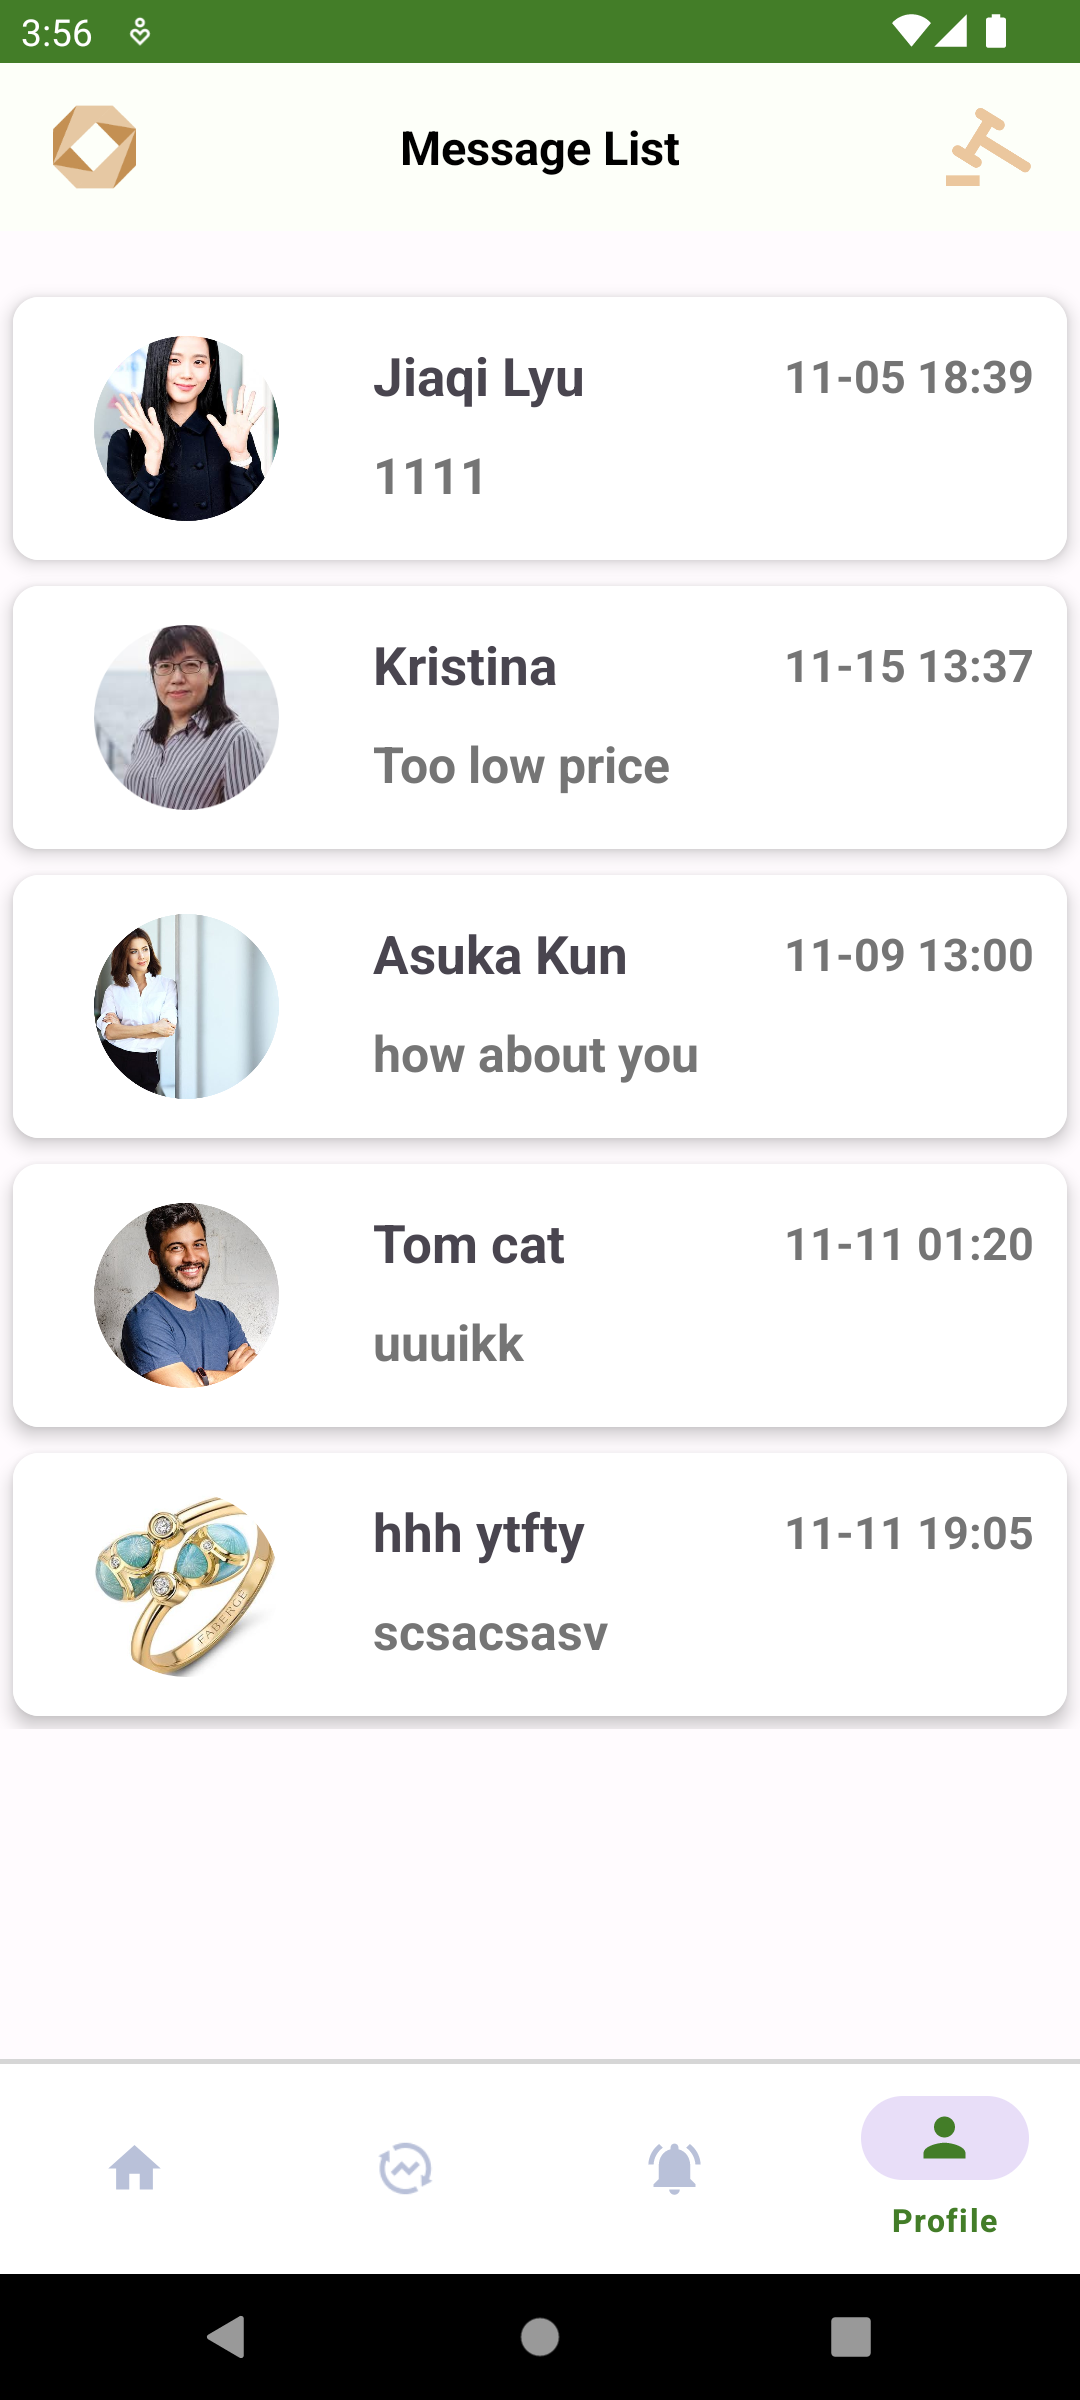 3:56
Message List
Jiaqi Lyu 11-05 18:39
1111
Kristina 11-15 13:37
Too low price
Asuka Kun 11-09 13:00
how about you
Tom cat 11-11 01:20
uuuikk
hhh ytfty 11-11 19:05
scsacsasv
FABERGÉ
Profile